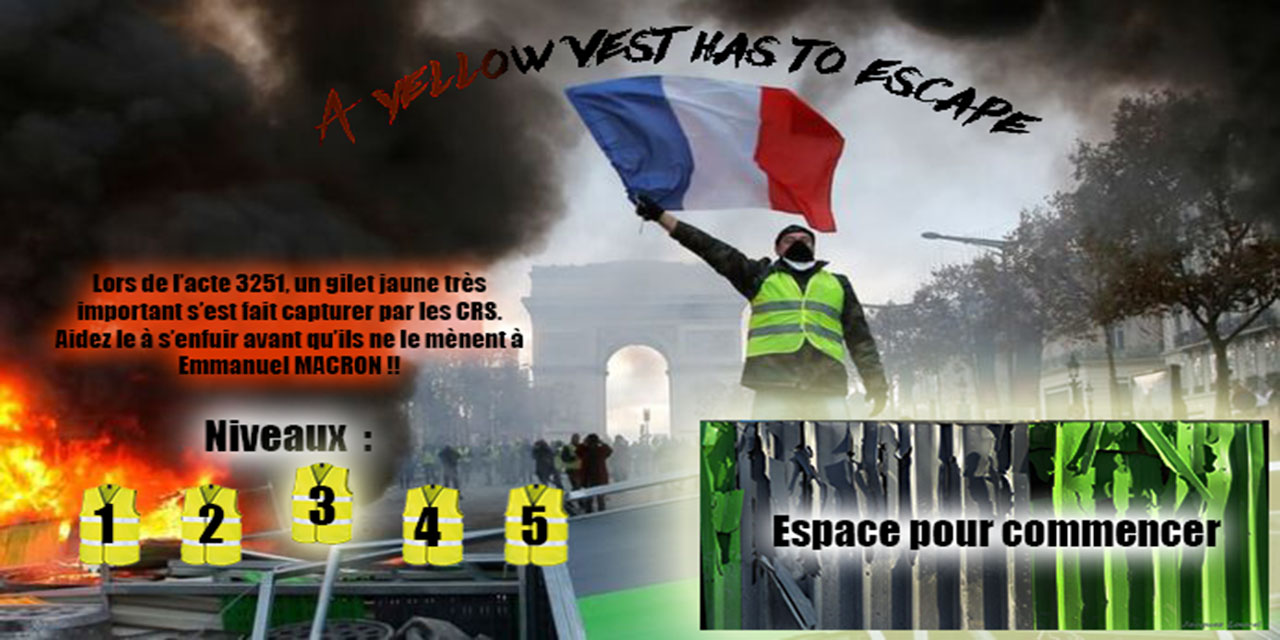 A YELLOW VEST HAS TO ESCAPE
Lors de l'acte 3251, un gilet jaune très
important s'est fait capturer par les CRS.
Aidez le à s'enfuir avant qu'ils ne le mènent à
Emmanuel MACRON !!
Niveaux :
1 2 3 4 5
Espace pour commencer